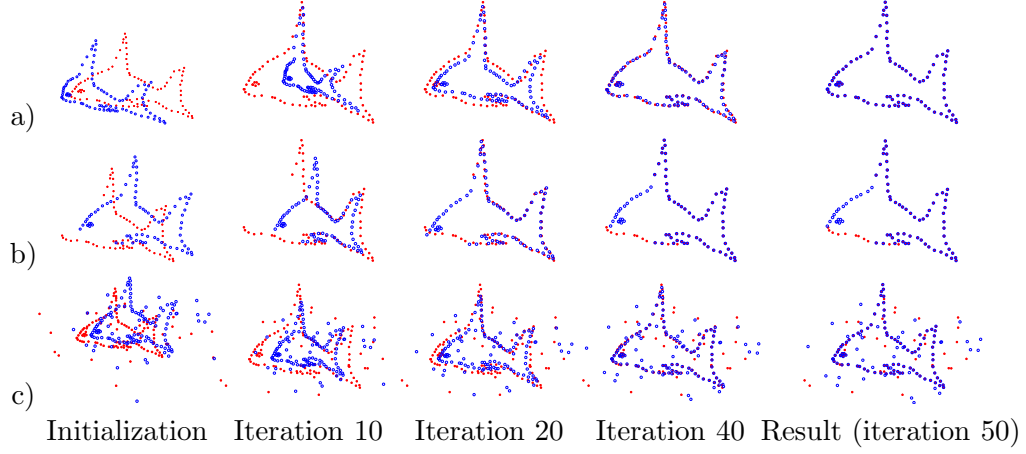 a)
b)
c)
Initialization Iteration 10 Iteration 20 Iteration 40 Result (iteration 50)